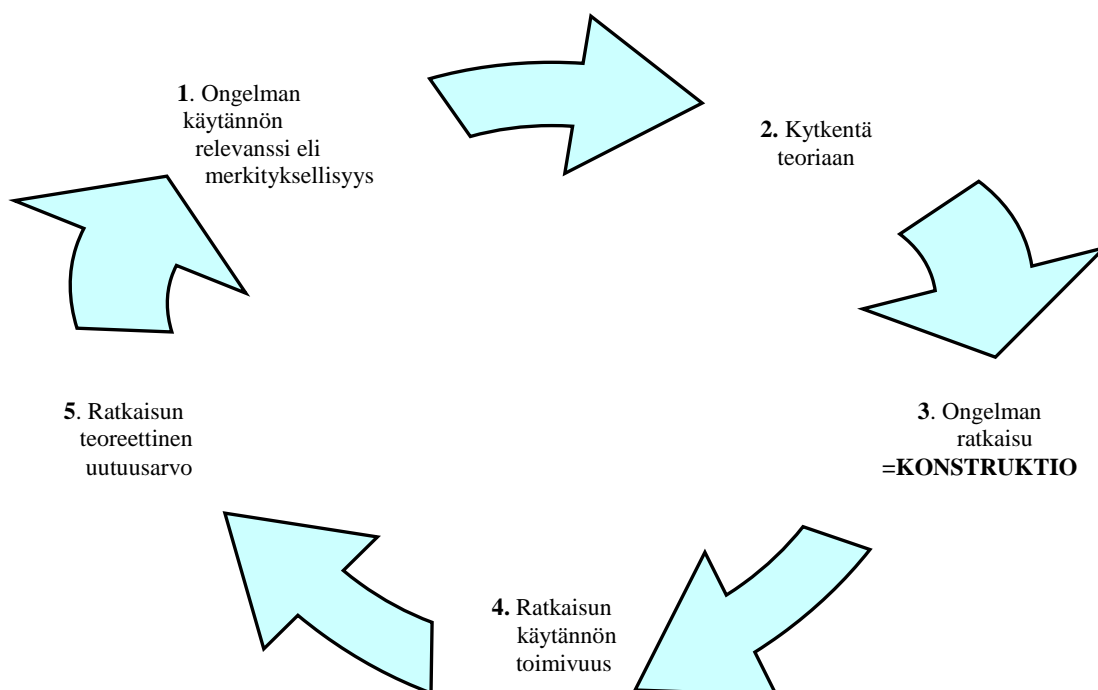 1. Ongelman
käytännön
relevanssi eli
merkityksellisyys
2. Kytkentä
teoriaan
3. Ongelman
ratkaisu
=KONSTRUKTIO
4. Ratkaisun
käytännön
toimivuus
5. Ratkaisun
teoreettinen
uutuusarvo